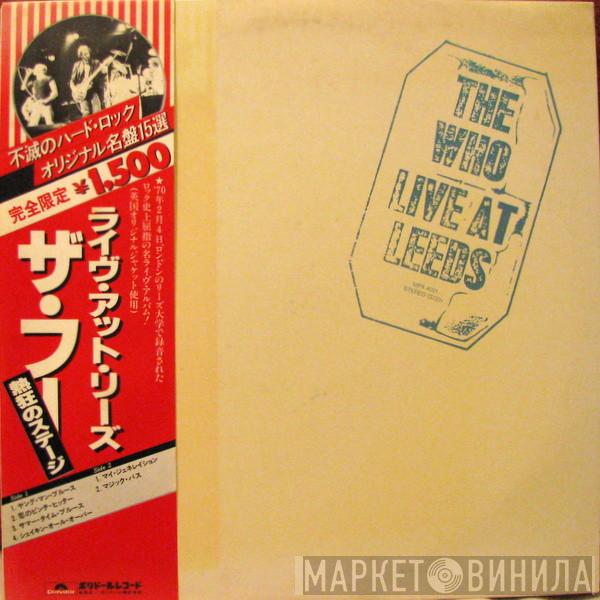 不滅のハード・ロック
オリジナル名盤15選
完全限定 ¥1,500
★'70年2月4日、ロンドンのリーズ大学で録音された
ロック史上屈指の名ライヴ・アルバム!
(英国オリジナルジャケット使用)
ライヴ・アット・リーズ
ザ・フー
熱狂のステージ
Side 1
1. ヤング・マン・ブルース
2. 恋のピンチ・ヒッター
3. サマー・タイム・ブルース
4. シェイキン・オール・オーバー
Side 2
1. マイ・ジェネレイション
2. マジック・バス
Polydor
ポリドールレコード
THE
WHO
LIVE AT
LEEDS
МАРКЕТ ВИНИЛА